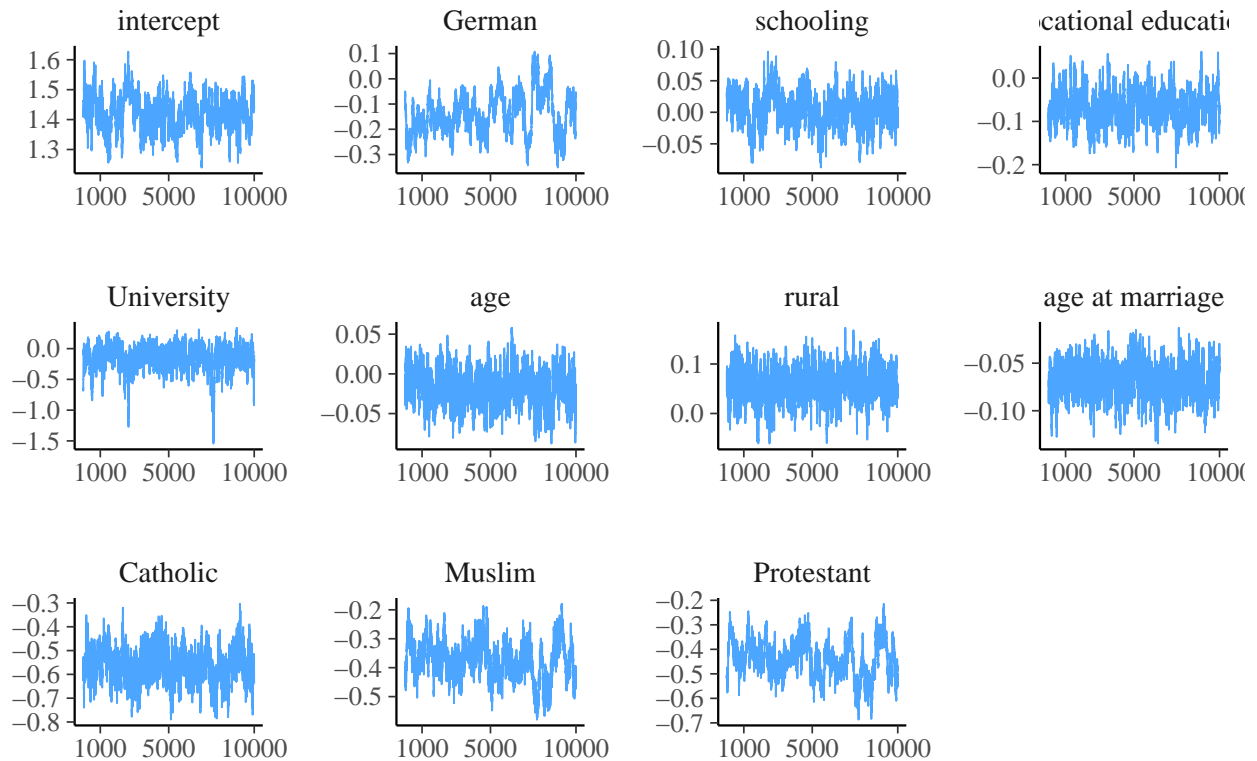 intercept German schooling ocational educatio
1.6 0.1 0.10
1.5 0.0 0.05 0.0
1.4 −0.1 0.00 −0.1
1.3 −0.2 −0.05 −0.2
−0.3
1000 5000 10000 1000 5000 10000 1000 5000 10000 1000 5000 1000
University age rural age at marriage
0.0 0.05 0.1 −0.05
−0.5 0.00 0.0 −0.10
−1.0 −0.05
−1.5
1000 5000 10000 1000 5000 10000 1000 5000 10000 1000 5000 1000
Catholic Muslim Protestant
−0.3 −0.2 −0.2
−0.4 −0.3 −0.3
−0.5 −0.4 −0.4
−0.6 −0.5 −0.5
−0.7 −0.6
−0.8 −0.7
1000 5000 10000 1000 5000 10000 1000 5000 10000